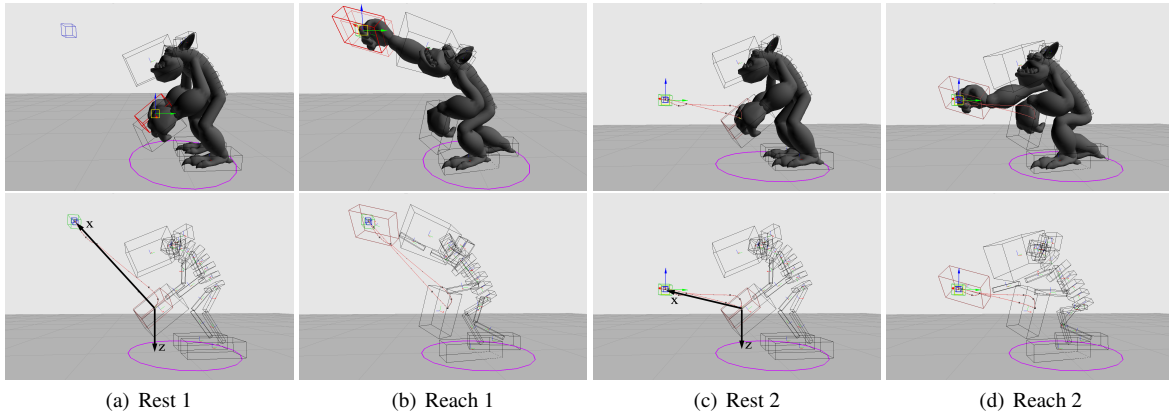 x
z
x
z
(a) Rest 1
(b) Reach 1
(c) Rest 2
(d) Reach 2